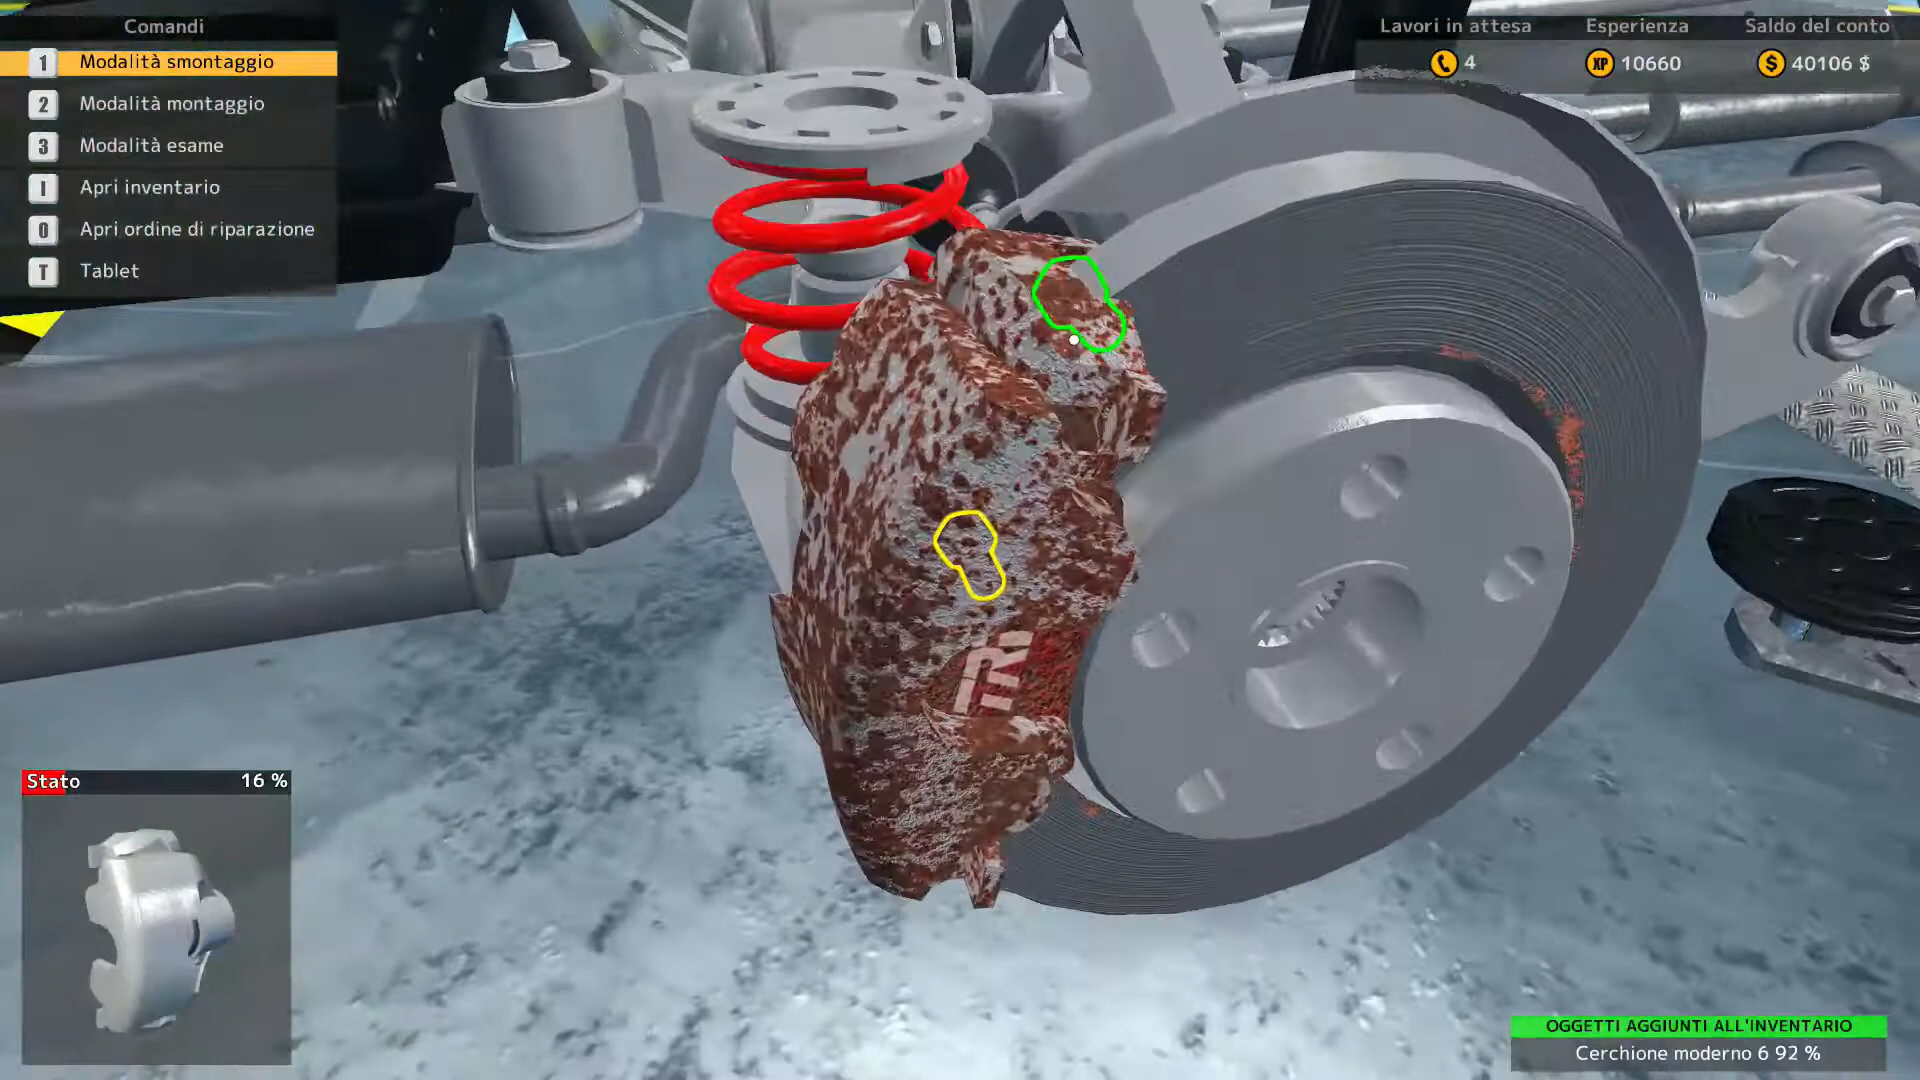 Comandi
1 Modalità smontaggio
2 Modalità montaggio
3 Modalità esame
I Apri inventario
O Apri ordine di riparazione
T Tablet
Lavori in attesa
4
Esperienza
XP 10660
Saldo del conto
$ 40106 $
TRI
Stato 16 %
OGGETTI AGGIUNTI ALL'INVENTARIO
Cerchione moderno 6 92 %